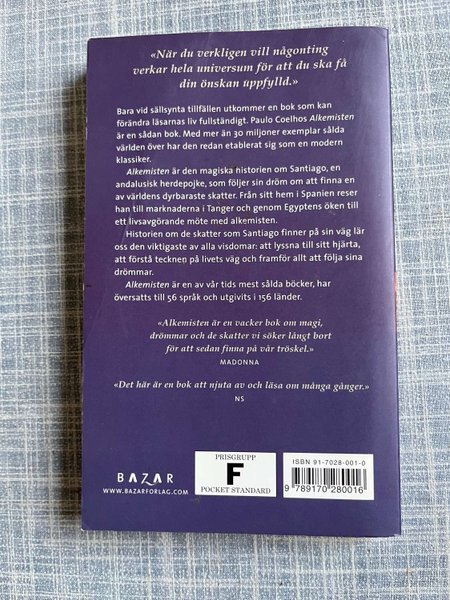 «När du verkligen vill någonting
verkar hela universum för att du ska få
din önskan uppfylld.»
Bara vid sällsynta tillfällen utkommer en bok som kan
förändra läsarnas liv fullständigt. Paulo Coelhos Alkemisten
är en sådan bok. Med mer än 30 miljoner exemplar sålda
världen över har den redan etablerat sig som en modern
klassiker.
Alkemisten är den magiska historien om Santiago, en
andalusisk herdepojke, som följer sin dröm om att finna en
av världens dyrbaraste skatter. Från sitt hem i Spanien reser
han till marknaderna i Tanger och genom Egyptens öken till
ett livsavgörande möte med alkemisten.
Historien om de skatter som Santiago finner på sin väg lär
oss den viktigaste av alla visdomar: att lyssna till sitt hjärta,
att förstå tecknen på livets väg och framför allt att följa sina
drömmar.
Alkemisten är en av vår tids mest sålda böcker, har
översatts till 56 språk och utgivits i 156 länder.
«Alkemisten är en vacker bok om magi,
drömmar och de skatter vi söker långt bort
för att sedan finna på vår tröskel.»
MADONNA
«Det här är en bok att njuta av och läsa om många gånger.»
NS
BAZAR
WWW.BAZARFORLAG.COM
PRISGRUPP
F
POCKET STANDARD
ISBN 91-7028-001-0
9 789170 280016